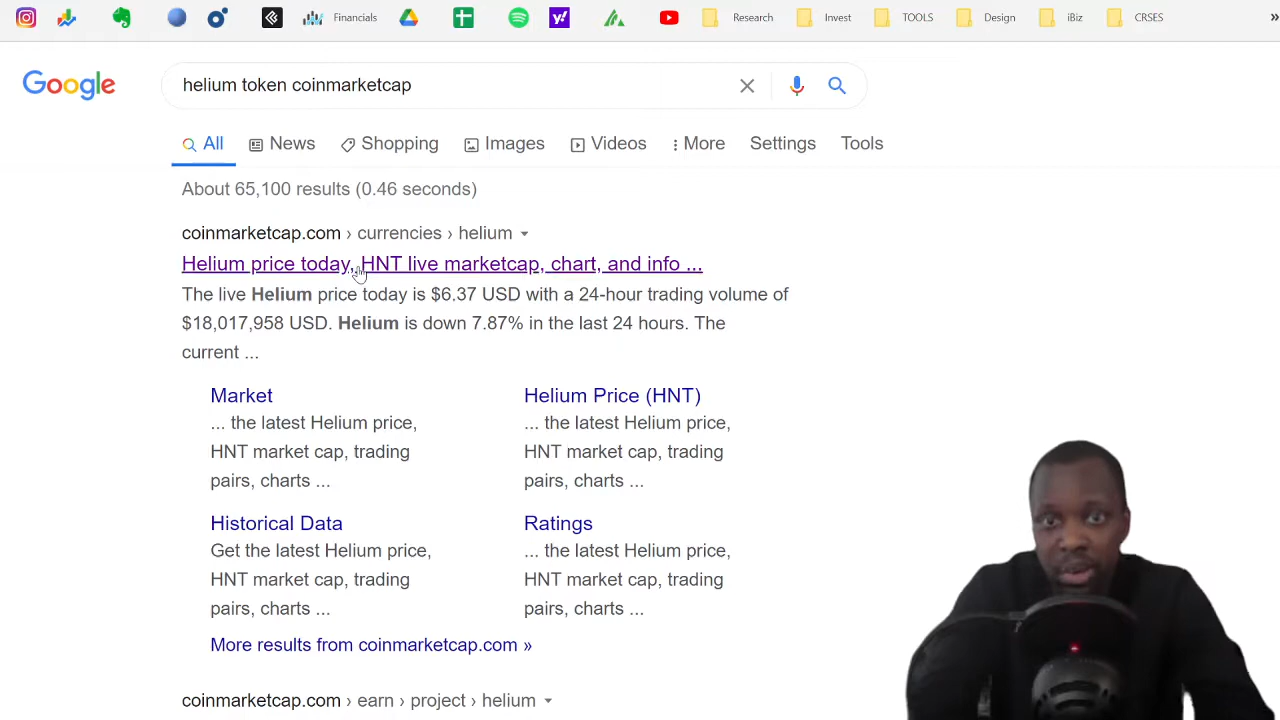 Financials
Research
Invest
TOOLS
Design
iBiz
CRSES
»
Google
helium token coinmarketcap
All
News
Shopping
Images
Videos
More
Settings
Tools
About 65,100 results (0.46 seconds)
coinmarketcap.com › currencies › helium
Helium price today, HNT live marketcap, chart, and info ...
The live Helium price today is $6.37 USD with a 24-hour trading volume of
$18,017,958 USD. Helium is down 7.87% in the last 24 hours. The
current ...
Market
... the latest Helium price,
HNT market cap, trading
pairs, charts ...
Helium Price (HNT)
... the latest Helium price,
HNT market cap, trading
pairs, charts ...
Historical Data
Get the latest Helium price,
HNT market cap, trading
pairs, charts ...
Ratings
... the latest Helium price,
HNT market cap, trading
pairs, charts ...
More results from coinmarketcap.com »
coinmarketcap.com › earn › project › helium